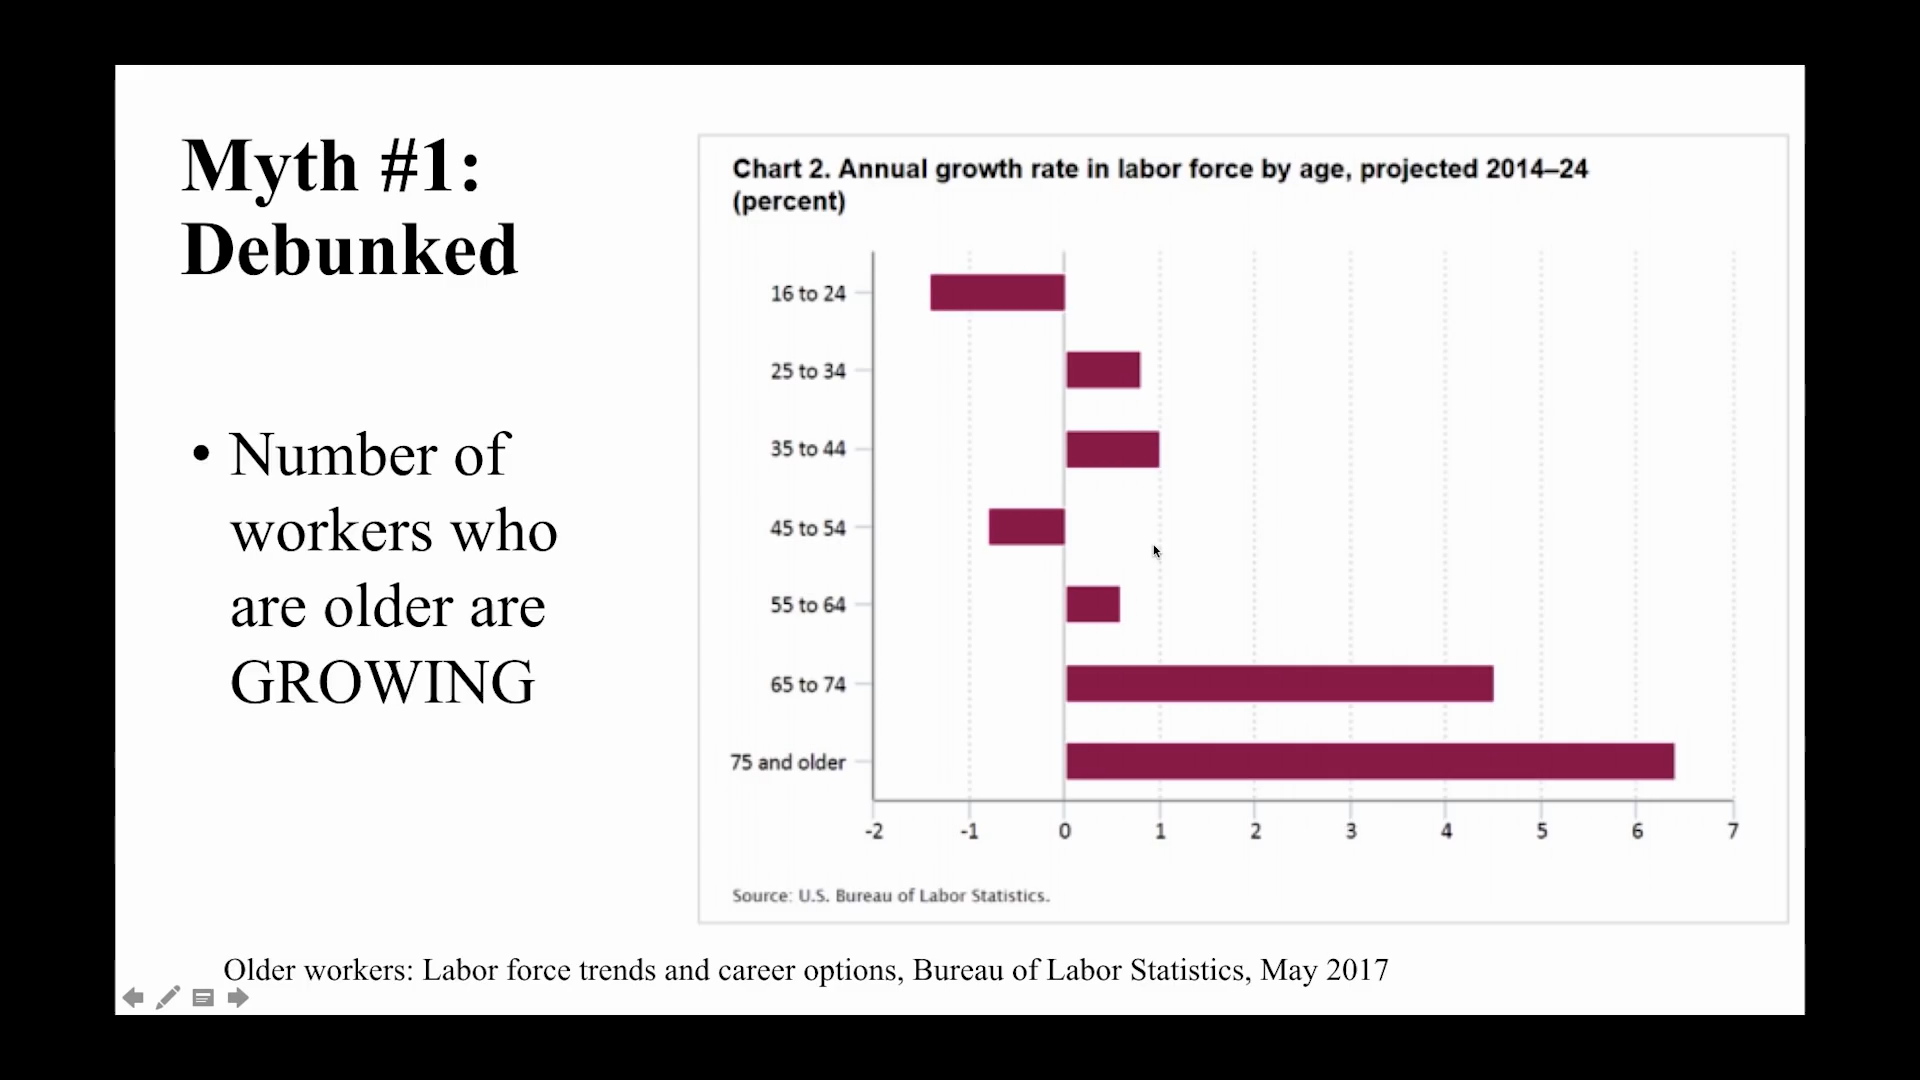 Myth #1:
Debunked
• Number of
workers who
are older are
GROWING
Chart 2. Annual growth rate in labor force by age, projected 2014–24
(percent)
16 to 24
25 to 34
35 to 44
45 to 54
55 to 64
65 to 74
75 and older
-2 -1 0 1 2 3 4 5 6 7
Source: U.S. Bureau of Labor Statistics.
Older workers: Labor force trends and career options, Bureau of Labor Statistics, May 2017